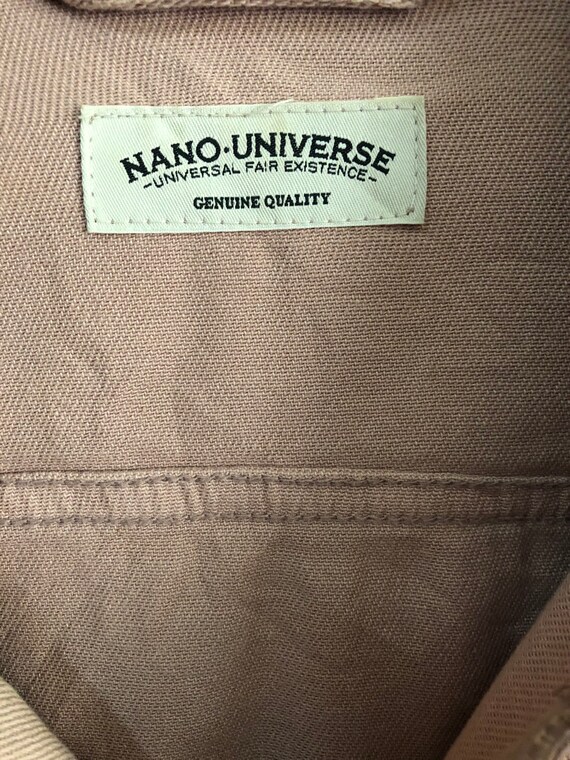 NANO·UNIVERSE
-UNIVERSAL FAIR EXISTENCE-
GENUINE QUALITY